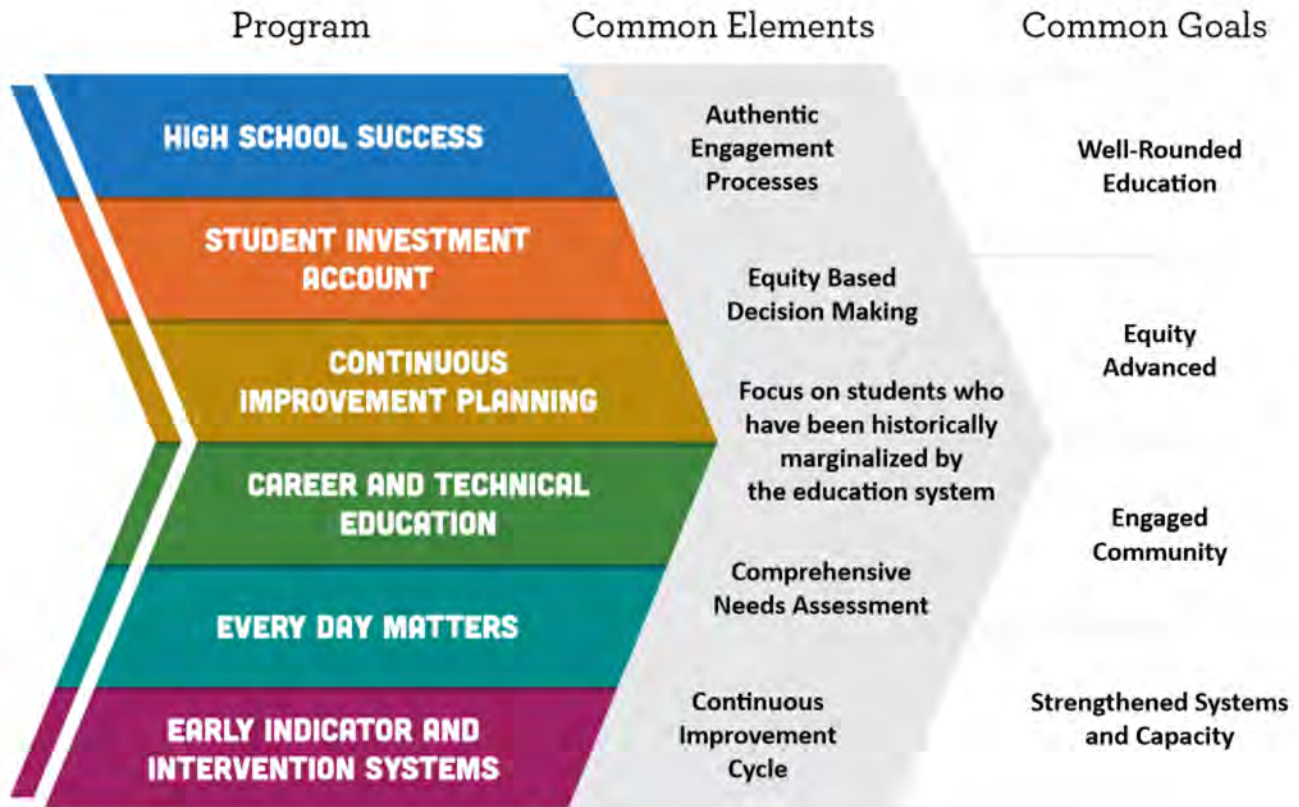 Program
Common Elements
Common Goals
HIGH SCHOOL SUCCESS
STUDENT INVESTMENT
ACCOUNT
CONTINUOUS
IMPROVEMENT PLANNING
CAREER AND TECHNICAL
EDUCATION
EVERY DAY MATTERS
EARLY INDICATOR AND
INTERVENTION SYSTEMS
Authentic
Engagement
Processes
Equity Based
Decision Making
Focus on students who
have been historically
marginalized by
the education system
Comprehensive
Needs Assessment
Continuous
Improvement
Cycle
Well-Rounded
Education
Equity
Advanced
Engaged
Community
Strengthened Systems
and Capacity